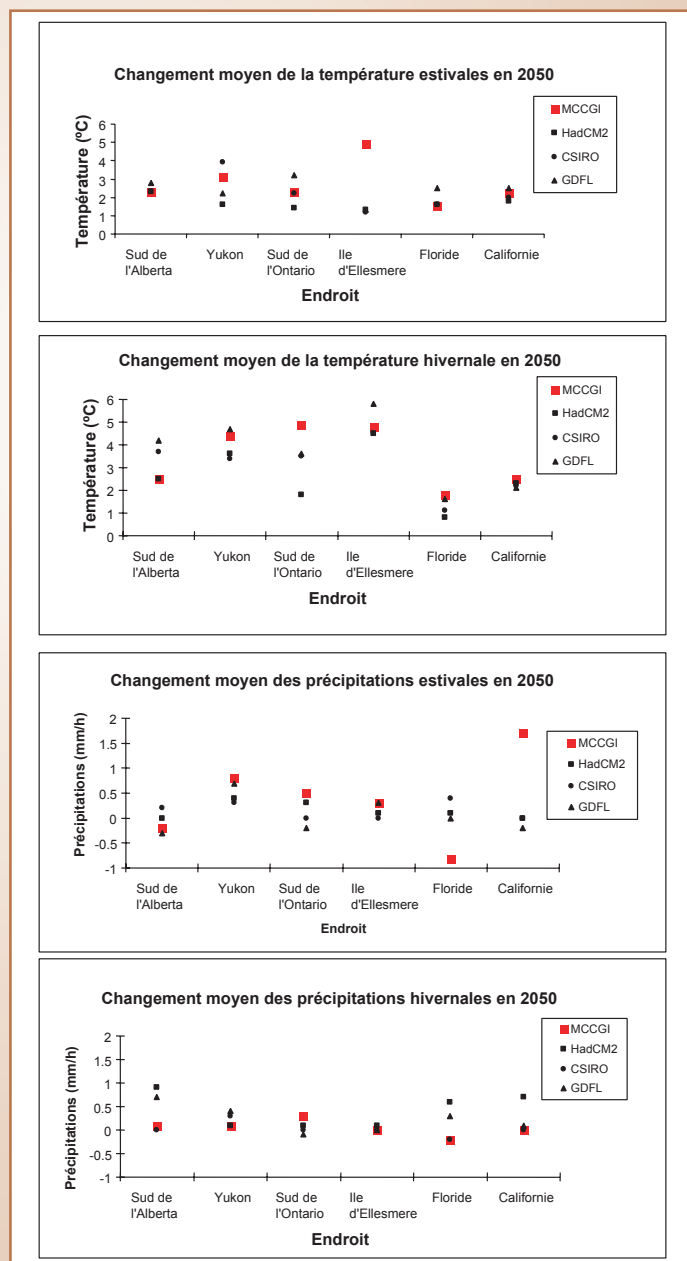 Changement moyen de la température estivales en 2050
Température (ºC)
6
5
4
3
2
1
0
MCCGI
HadCM2
CSIRO
GDFL
Sud de
l'Alberta
Yukon
Sud de
l'Ontario
Ile
d'Ellesmere
Floride
Californie
Endroit
Changement moyen de la température hivernale en 2050
Température (ºC)
6
5
4
3
2
1
0
MCCGI
HadCM2
CSIRO
GDFL
Sud de
l'Alberta
Yukon
Sud de
l'Ontario
Ile
d'Ellesmere
Floride
Californie
Endroit
Changement moyen des précipitations estivales en 2050
Précipitations (mm/h)
2
1.5
1
0.5
0
-0.5
-1
MCCGI
HadCM2
CSIRO
GDFL
Sud de
l'Alberta
Yukon
Sud de
l'Ontario
Ile
d'Ellesmere
Floride
Californie
Endroit
Changement moyen des précipitations hivernales en 2050
Précipitations (mm/h)
2
1.5
1
0.5
0
-0.5
-1
MCCGI
HadCM2
CSIRO
GDFL
Sud de
l'Alberta
Yukon
Sud de
l'Ontario
Ile
d'Ellesmere
Floride
Californie
Endroit